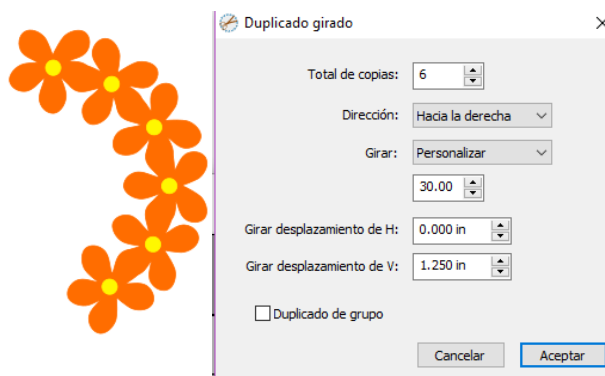 Duplicado girado
Total de copias: 6
Dirección: Hacia la derecha
Girar: Personalizar
30.00
Girar desplazamiento de H: 0.000 in
Girar desplazamiento de V: 1.250 in
Duplicado de grupo
Cancelar Aceptar